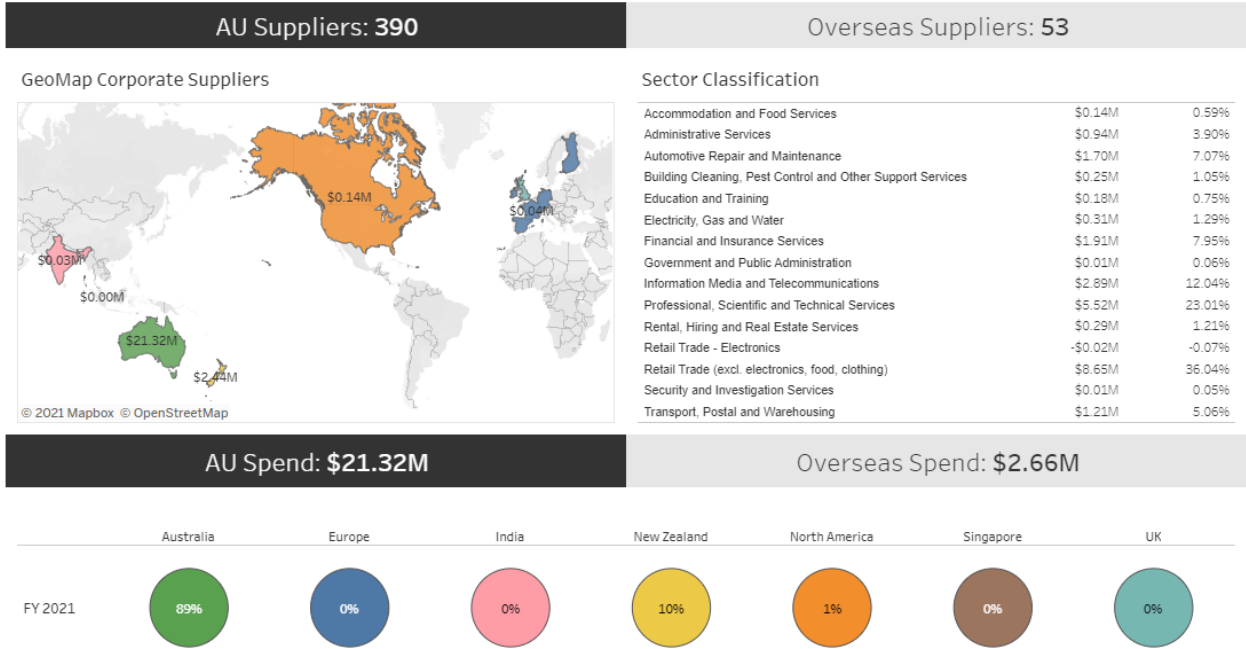 AU Suppliers: 390
Overseas Suppliers: 53
GeoMap Corporate Suppliers
$0.14M
$0.04M
$0.03M
$0.00M
$21.32M
$2.44M
© 2021 Mapbox © OpenStreetMap
Sector Classification
Accommodation and Food Services $0.14M 0.59%
Administrative Services $0.94M 3.90%
Automotive Repair and Maintenance $1.70M 7.07%
Building Cleaning, Pest Control and Other Support Services $0.25M 1.05%
Education and Training $0.18M 0.75%
Electricity, Gas and Water $0.31M 1.29%
Financial and Insurance Services $1.91M 7.95%
Government and Public Administration $0.01M 0.06%
Information Media and Telecommunications $2.89M 12.04%
Professional, Scientific and Technical Services $5.52M 23.01%
Rental, Hiring and Real Estate Services $0.29M 1.21%
Retail Trade - Electronics -$0.02M -0.07%
Retail Trade (excl. electronics, food, clothing) $8.65M 36.04%
Security and Investigation Services $0.01M 0.05%
Transport, Postal and Warehousing $1.21M 5.06%
AU Spend: $21.32M
Overseas Spend: $2.66M
Australia Europe India New Zealand North America Singapore UK
FY 2021 89% 0% 0% 10% 1% 0% 0%